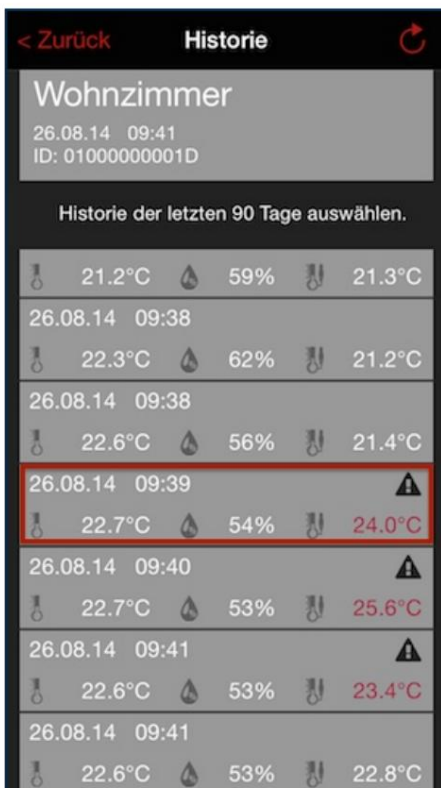 < Zurück Historie
Wohnzimmer
26.08.14 09:41
ID: 01000000001D
Historie der letzten 90 Tage auswählen.
21.2°C 59% 21.3°C
26.08.14 09:38
22.3°C 62% 21.2°C
26.08.14 09:38
22.6°C 56% 21.4°C
26.08.14 09:39
22.7°C 54% 24.0°C
26.08.14 09:40
22.7°C 53% 25.6°C
26.08.14 09:41
22.6°C 53% 23.4°C
26.08.14 09:41
22.6°C 53% 22.8°C